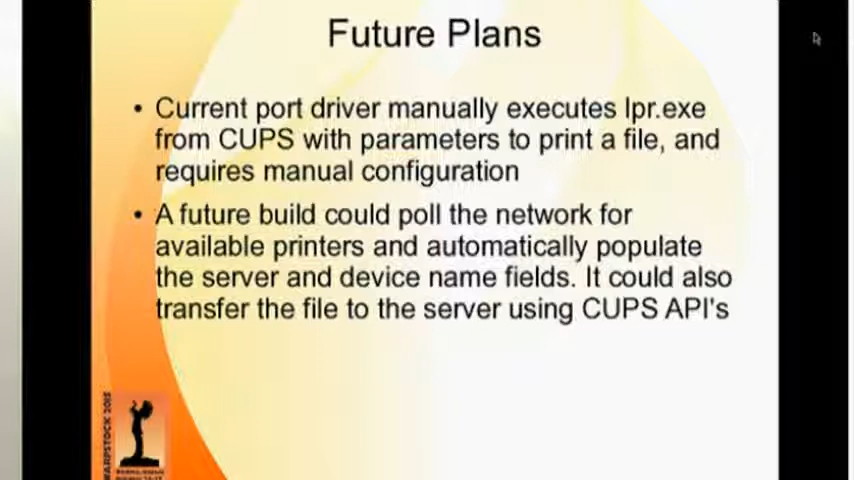 Future Plans
• Current port driver manually executes lpr.exe
from CUPS with parameters to print a file, and
requires manual configuration
• A future build could poll the network for
available printers and automatically populate
the server and device name fields. It could also
transfer the file to the server using CUPS API's
WARPSTOCK 2015